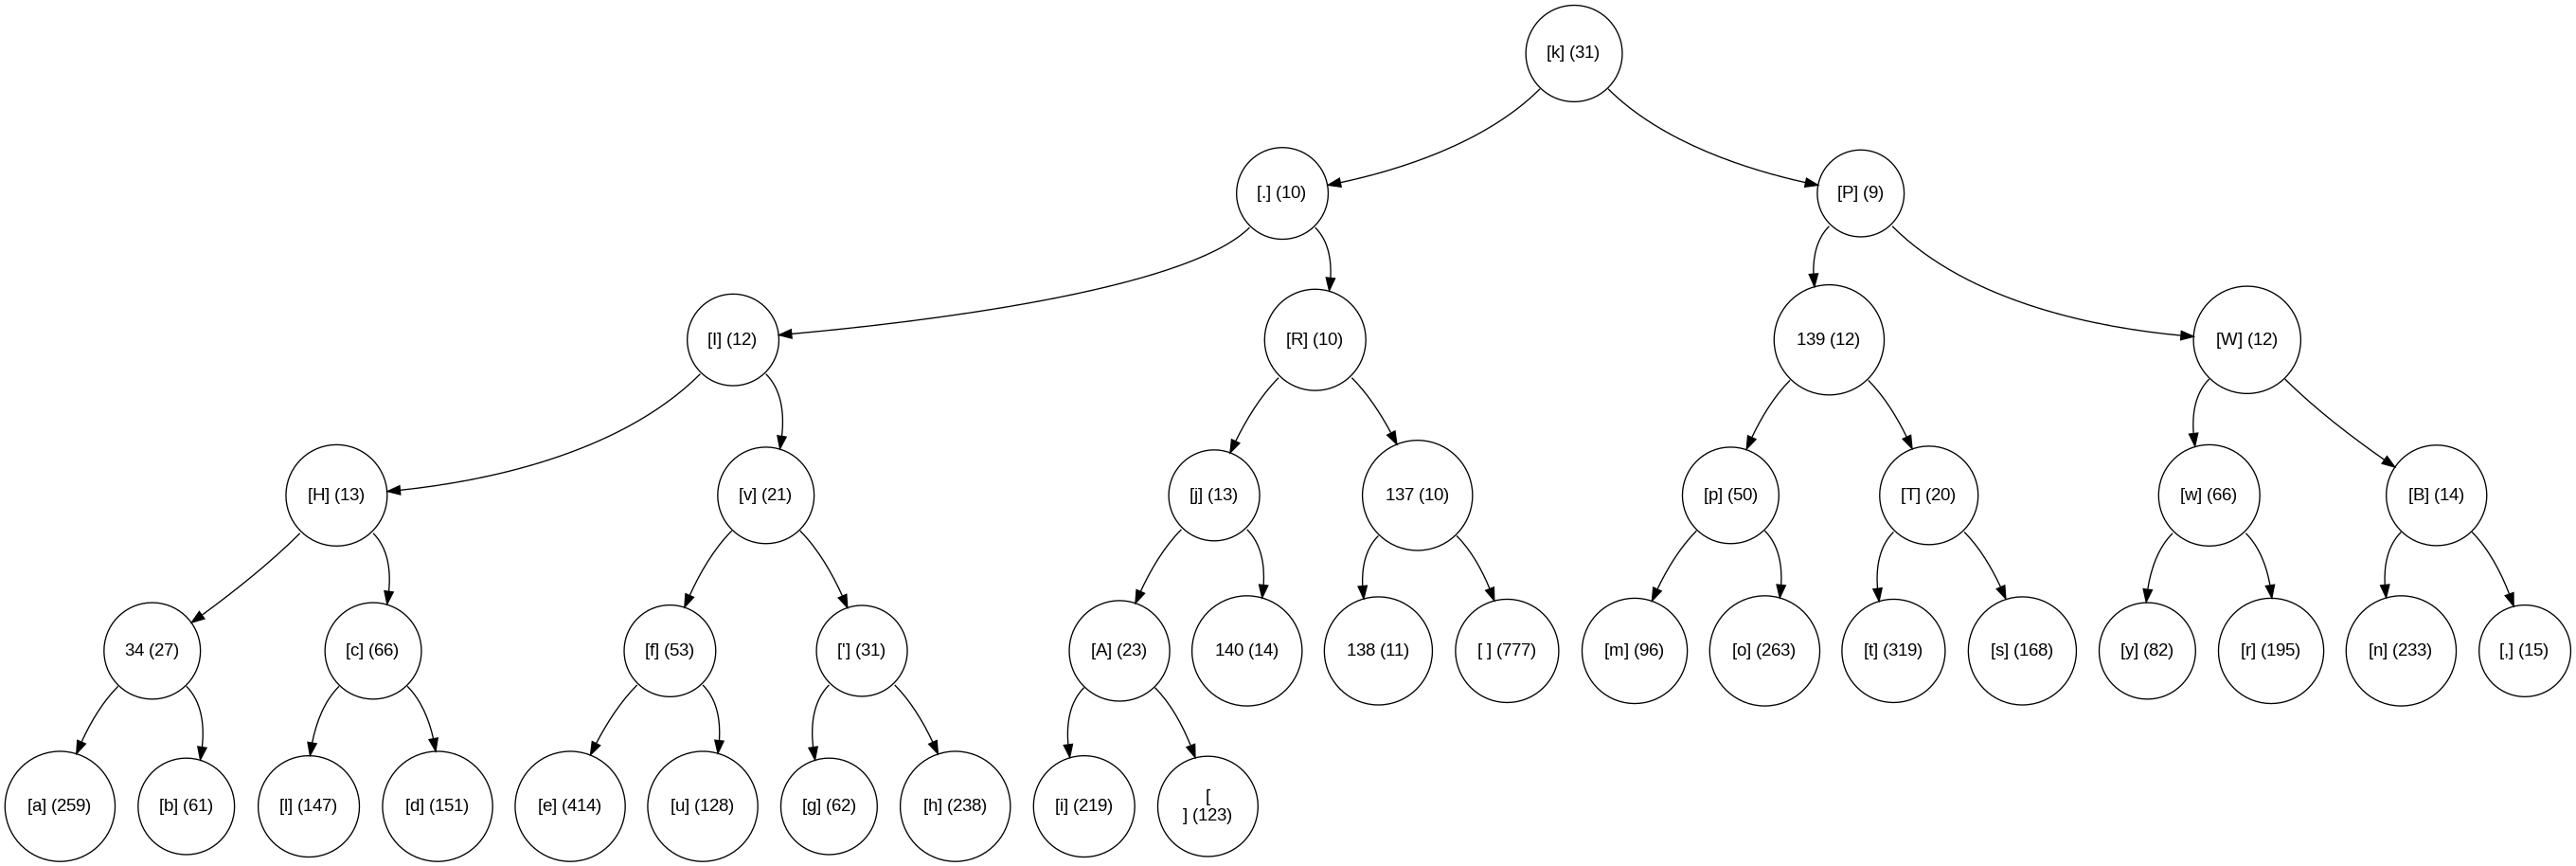 [k] (31)
[.] (10)
[P] (9)
[I] (12)
[R] (10)
139 (12)
[W] (12)
[H] (13)
[v] (21)
[j] (13)
137 (10)
[p] (50)
[T] (20)
[w] (66)
[B] (14)
34 (27)
[c] (66)
[f] (53)
['] (31)
[A] (23)
140 (14)
138 (11)
[ ] (777)
[m] (96)
[o] (263)
[t] (319)
[s] (168)
[y] (82)
[r] (195)
[n] (233)
[,] (15)
[a] (259)
[b] (61)
[l] (147)
[d] (151)
[e] (414)
[u] (128)
[g] (62)
[h] (238)
[i] (219)
[
] (123)